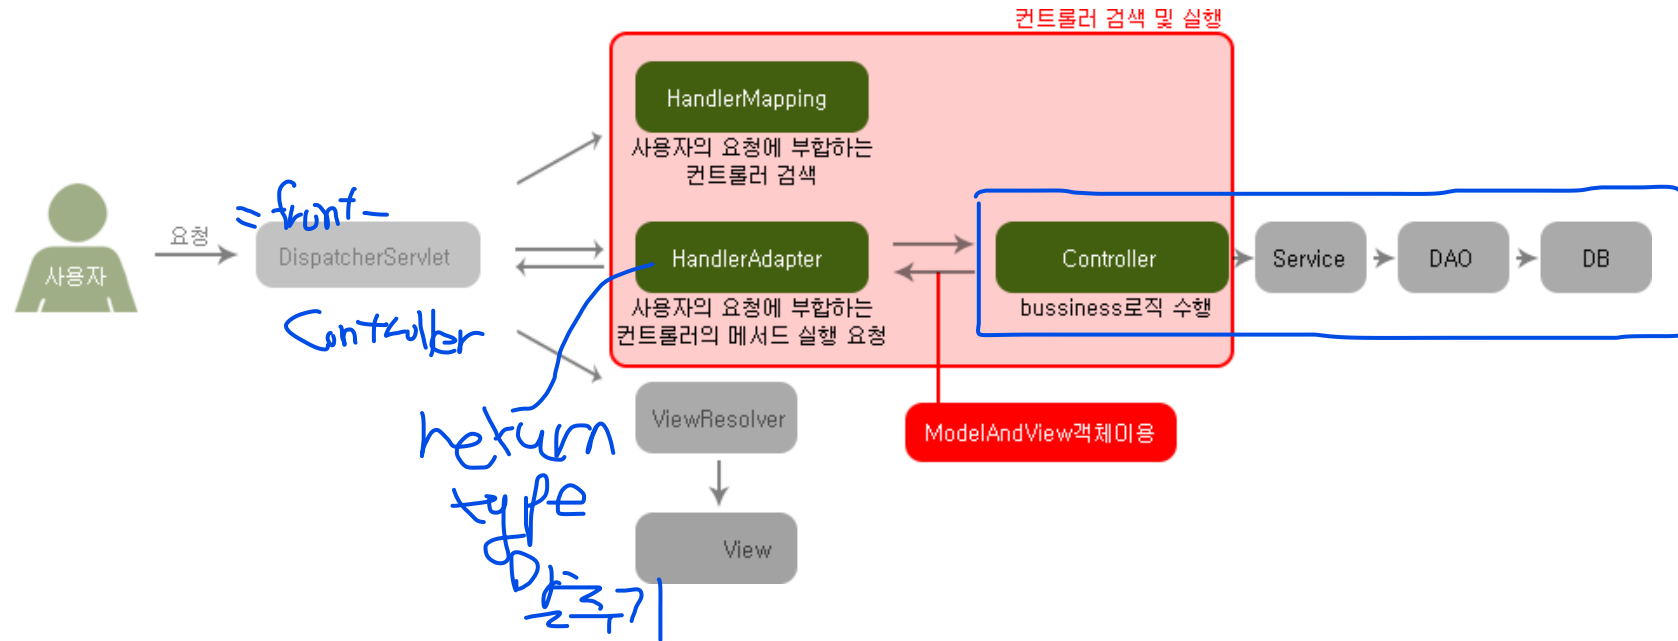 컨트롤러 검색 및 실행
HandlerMapping
사용자의 요청에 부합하는
컨트롤러 검색
사용자
요청
= front -
DispatcherServlet
Controller
HandlerAdapter
사용자의 요청에 부합하는
컨트롤러의 메서드 실행 요청
Controller
bussiness로직 수행
Service
DAO
DB
ViewResolver
ModelAndView객체이용
return
type
맞추기
View